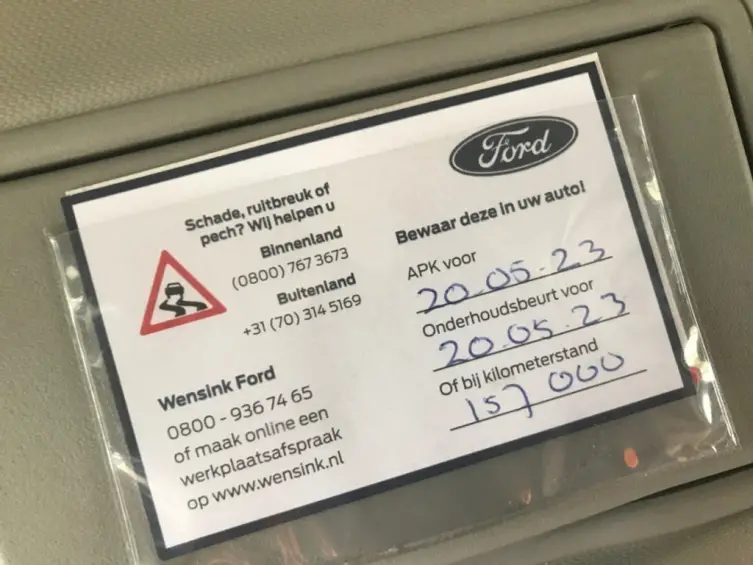 Schade, ruitbreuk of
pech? Wij helpen u
Binnenland
(0800) 767 3673
Buitenland
+31 (70) 314 5169
Wensink Ford
0800 - 936 74 65
of maak online een
werkplaatsafspraak
op www.wensink.nl
Ford
Bewaar deze in uw auto!
APK voor
20.05.23
Onderhoudsbeurt voor
20.05.23
Of bij kilometerstand
157 000